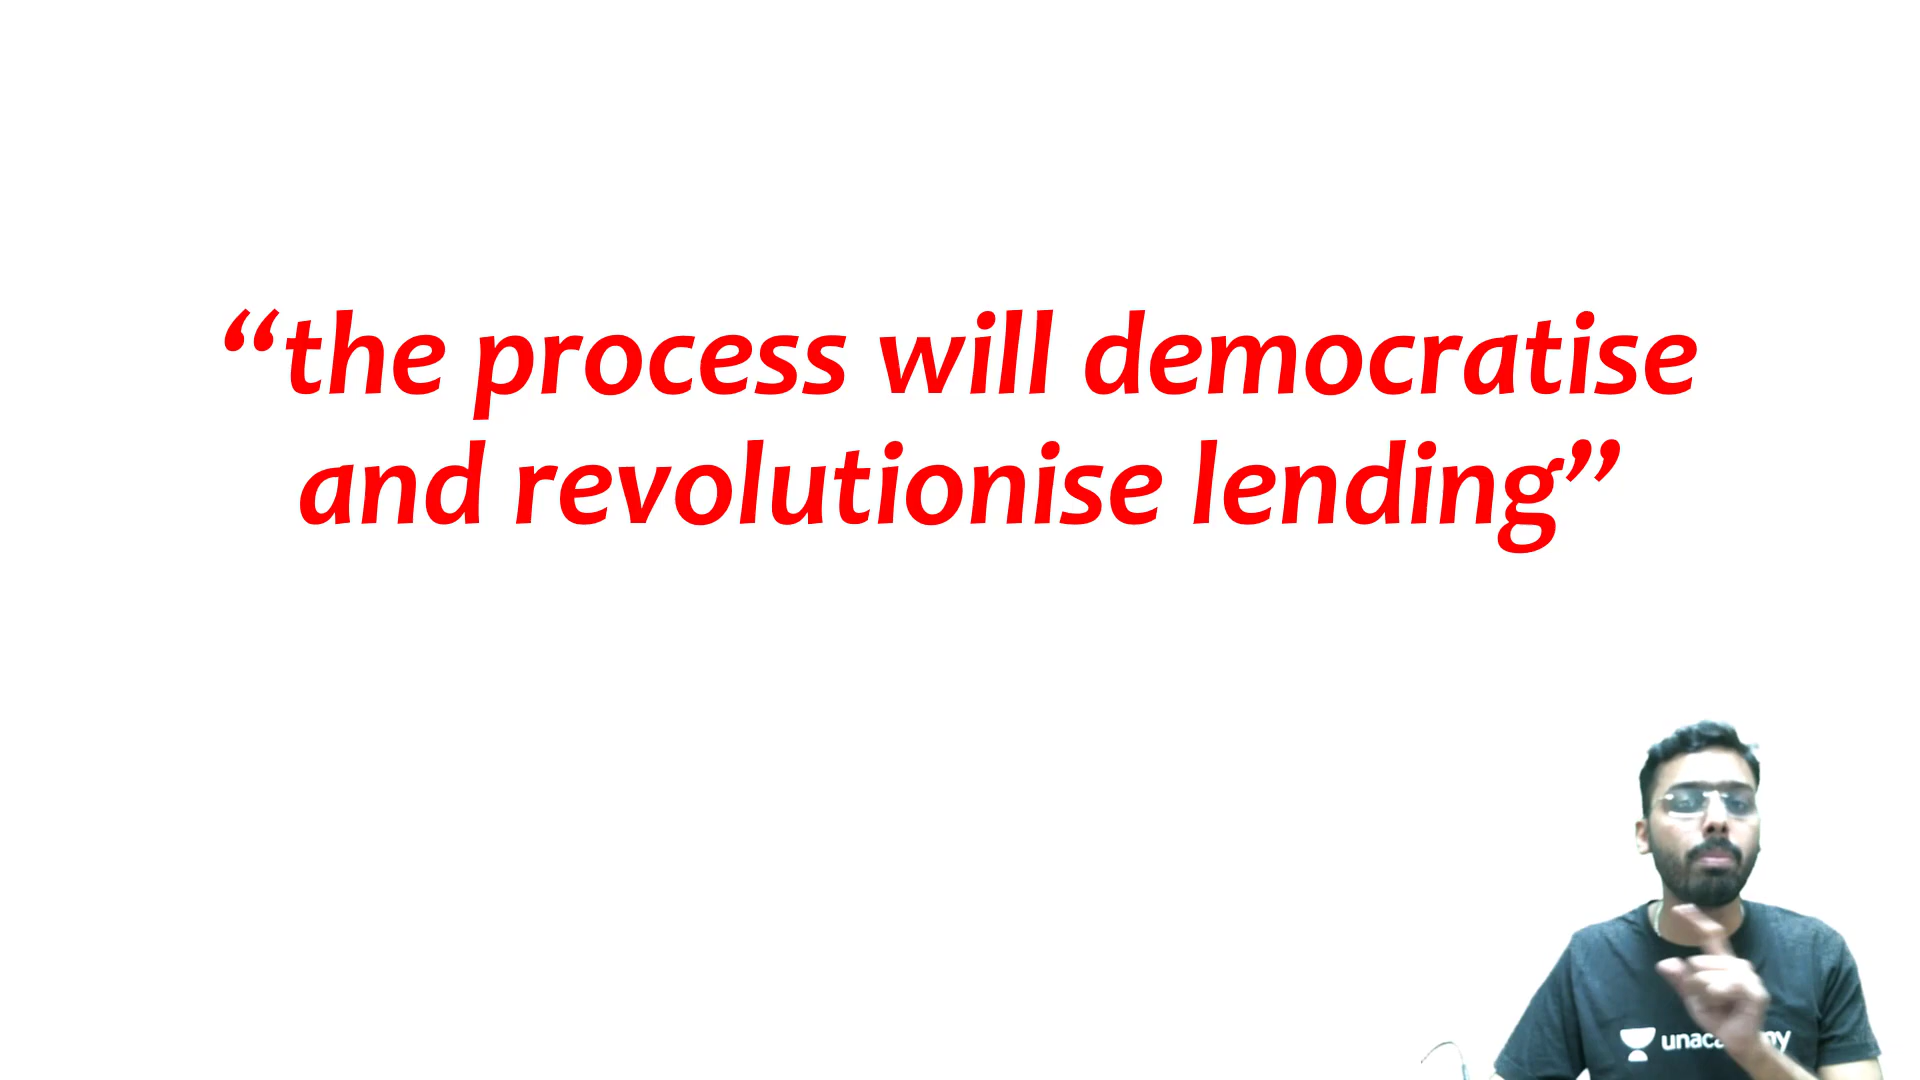 “the process will democratise
and revolutionise lending”